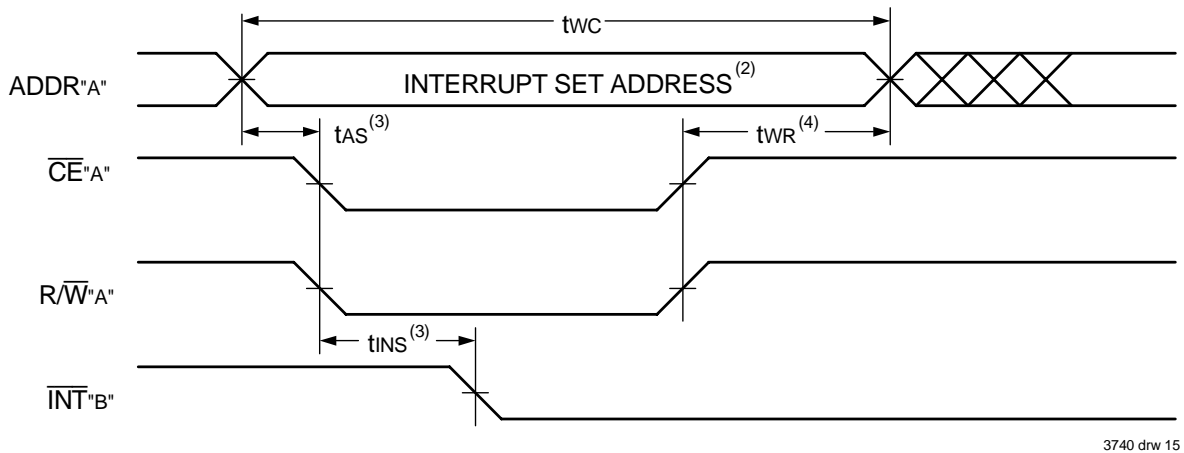 tWC
ADDR"A"
INTERRUPT SET ADDRESS(2)
tAS(3)
tWR(4)
CE"A"
R/W"A"
tINS(3)
INT"B"
3740 drw 15